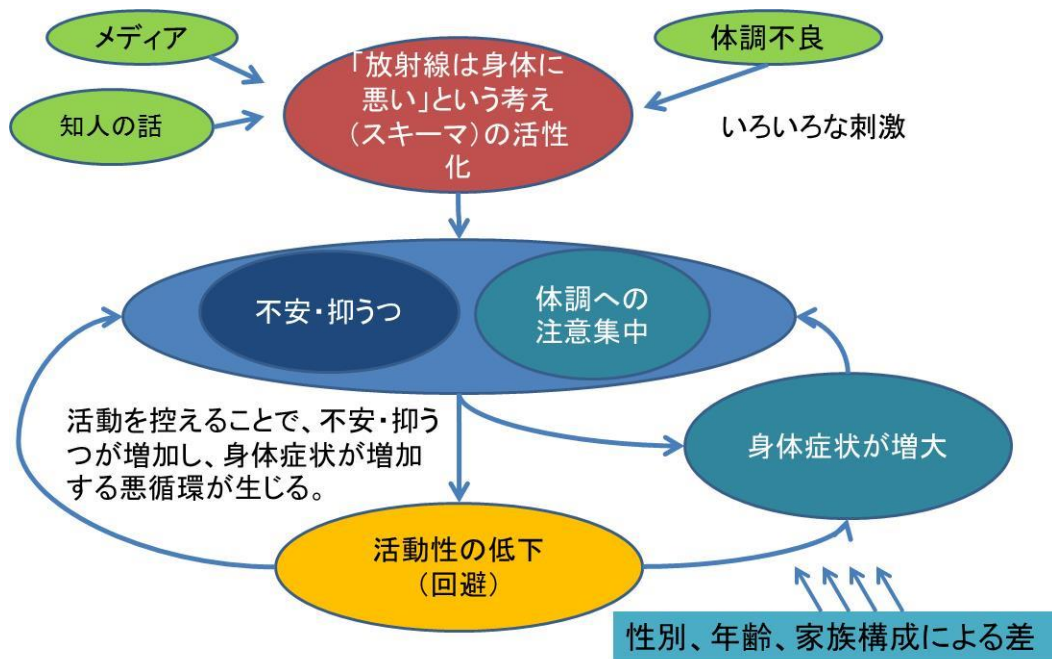 メディア
体調不良
「放射線は身体に
悪い」という考え
(スキーマ)の活性
化
知人の話
いろいろな刺激
不安・抑うつ
体調への
注意集中
活動を控えることで、不安・抑う
つが増加し、身体症状が増加
する悪循環が生じる。
身体症状が増大
活動性の低下
(回避)
性別、年齢、家族構成による差